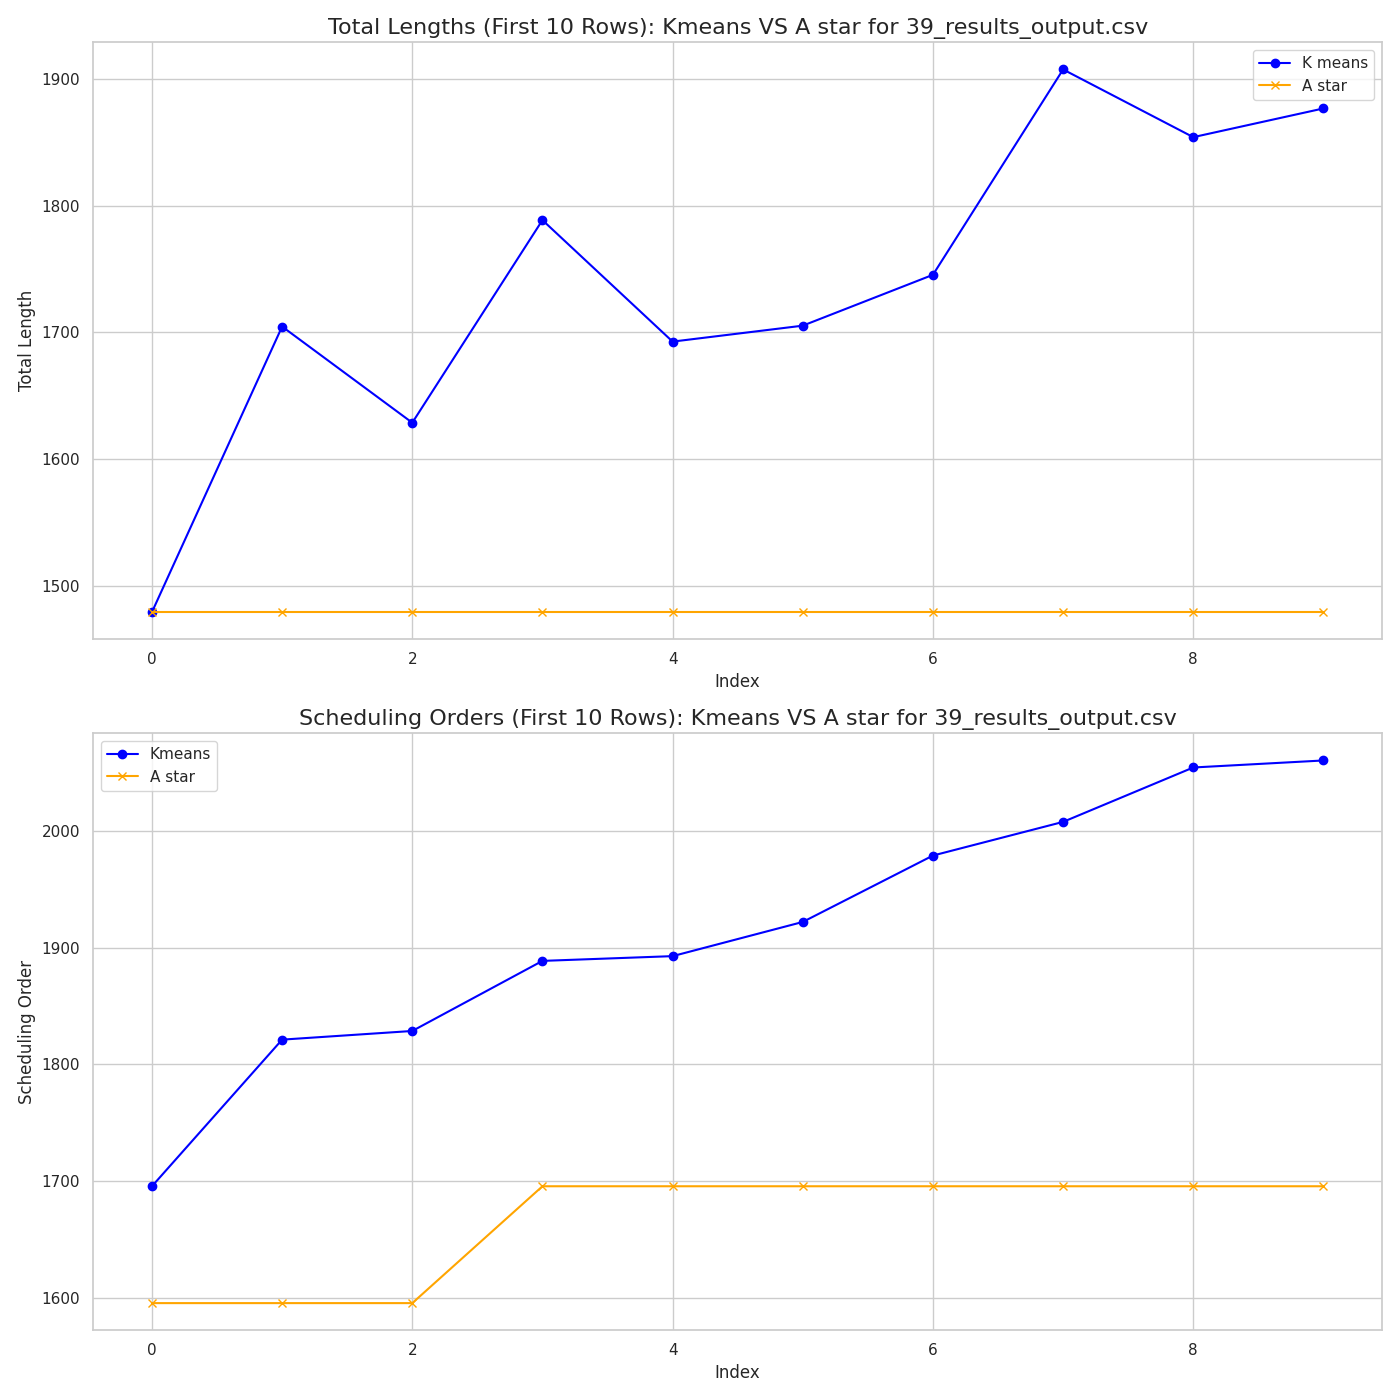 Total Lengths (First 10 Rows): Kmeans VS A star for 39_results_output.csv
K means
A star
Total Length
1900
1800
1700
1600
1500
0 2 4 6 8
Index
Scheduling Orders (First 10 Rows): Kmeans VS A star for 39_results_output.csv
Kmeans
A star
Scheduling Order
2000
1900
1800
1700
1600
0 2 4 6 8
Index